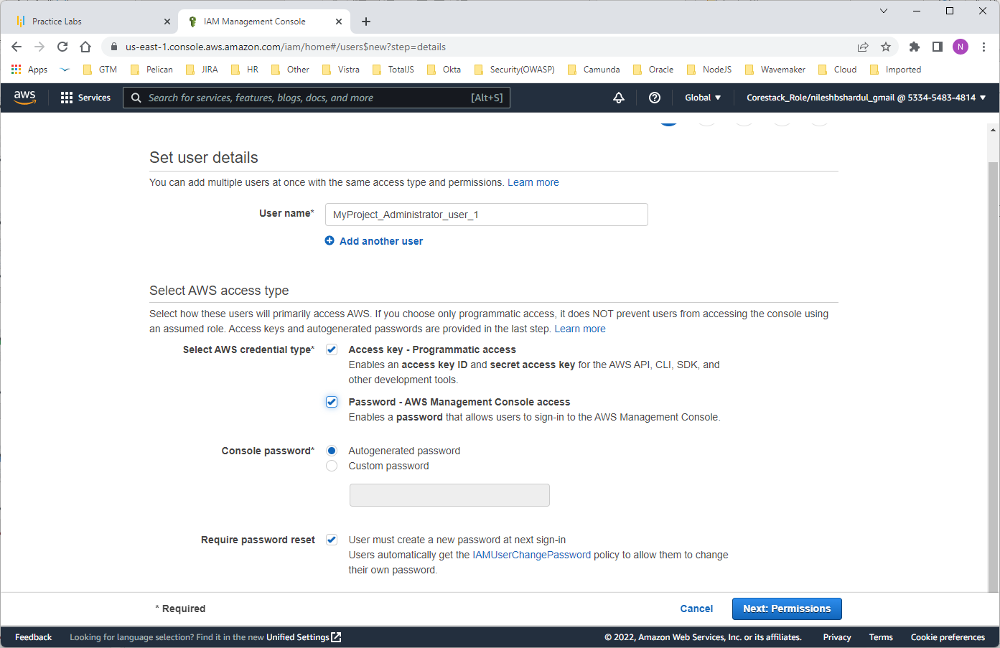 Practice Labs
IAM Management Console
us-east-1.console.aws.amazon.com/iam/home#/users$new?step=details
N
Apps GTM Pelican JIRA HR Other Vistra TotalJS Okta Security(OWASP) Camunda Oracle NodeJS Wavemaker Cloud Imported
aws Services Search for services, features, blogs, docs, and more [Alt+S] Global Corestack_Role/nileshbshardul_gmail @ 5334-5483-4814
Set user details
You can add multiple users at once with the same access type and permissions. Learn more
User name* MyProject_Administrator_user_1
Add another user
Select AWS access type
Select how these users will primarily access AWS. If you choose only programmatic access, it does NOT prevent users from accessing the console using
an assumed role. Access keys and autogenerated passwords are provided in the last step. Learn more
Select AWS credential type* Access key - Programmatic access
Enables an access key ID and secret access key for the AWS API, CLI, SDK, and
other development tools.
Password - AWS Management Console access
Enables a password that allows users to sign-in to the AWS Management Console.
Console password* Autogenerated password
Custom password
Require password reset User must create a new password at next sign-in
Users automatically get the IAMUserChangePassword policy to allow them to change
their own password.
* Required Cancel Next: Permissions
Feedback Looking for language selection? Find it in the new Unified Settings © 2022, Amazon Web Services, Inc. or its affiliates. Privacy Terms Cookie preferences